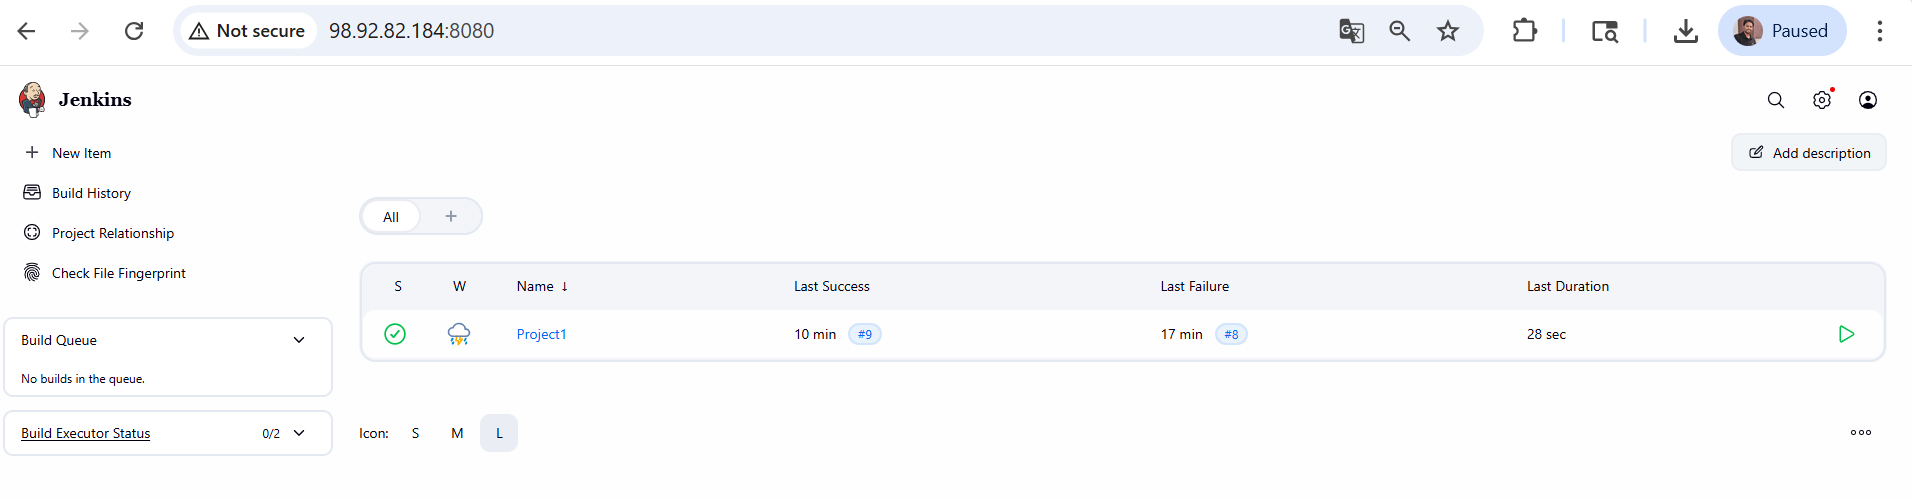 Not secure 98.92.82.184:8080 Paused
Jenkins
New Item
Add description
Build History
All +
Project Relationship
Check File Fingerprint
S W Name ↓ Last Success Last Failure Last Duration
Project1 10 min #9 17 min #8 28 sec
Build Queue
No builds in the queue.
Build Executor Status 0/2
Icon: S M L